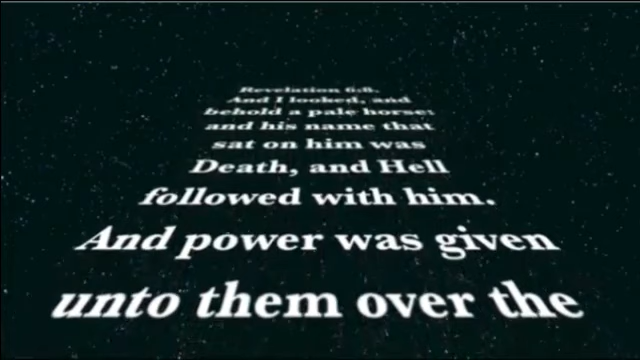 Revelation 6:8.
And I looked, and
behold a pale horse:
and his name that
sat on him was
Death, and Hell
followed with him.
And power was given
unto them over the